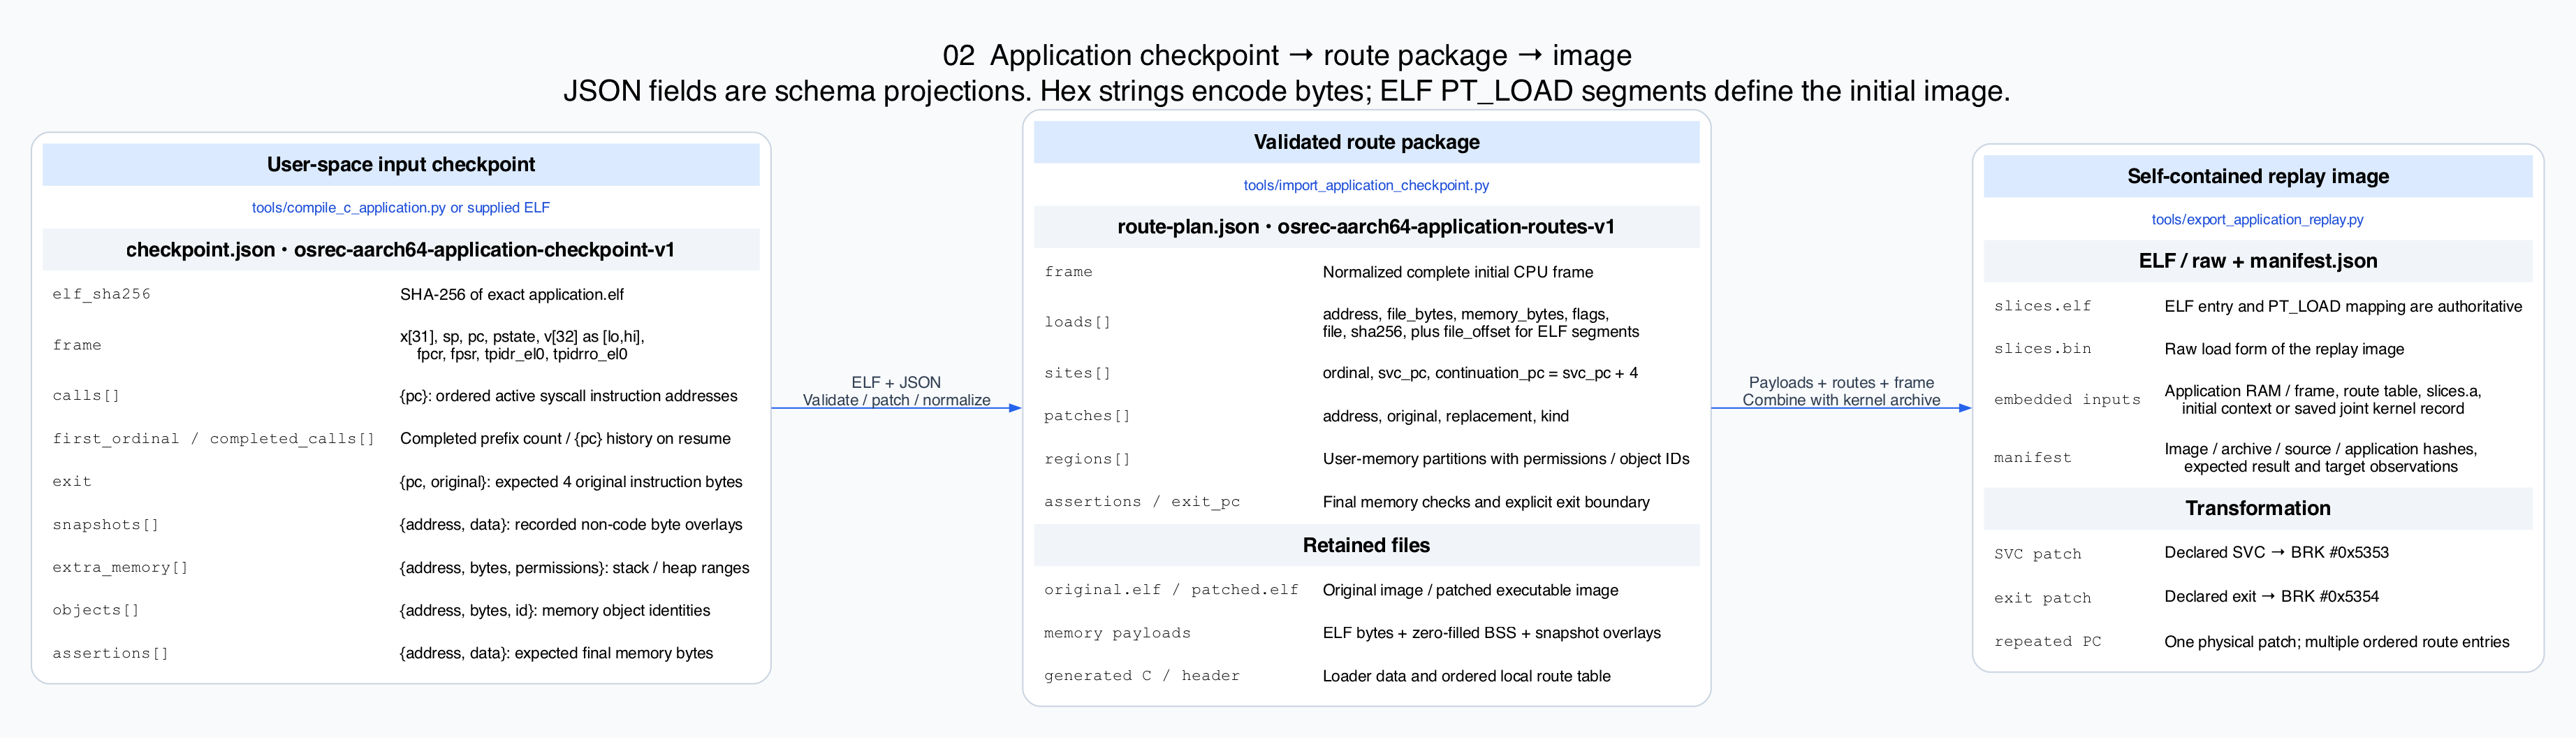 02  Application checkpoint → route package → image
JSON fields are schema projections. Hex strings encode bytes; ELF PT_LOAD segments define the initial image.
User-space input checkpoint
tools/compile_c_application.py or supplied ELF
checkpoint.json • osrec-aarch64-application-checkpoint-v1
elf_sha256 SHA-256 of exact application.elf
frame x[31], sp, pc, pstate, v[32] as [lo,hi],
fpcr, fpsr, tpidr_el0, tpidrro_el0
calls[] {pc}: ordered active syscall instruction addresses
first_ordinal / completed_calls[] Completed prefix count / {pc} history on resume
exit {pc, original}: expected 4 original instruction bytes
snapshots[] {address, data}: recorded non-code byte overlays
extra_memory[] {address, bytes, permissions}: stack / heap ranges
objects[] {address, bytes, id}: memory object identities
assertions[] {address, data}: expected final memory bytes
ELF + JSON
Validate / patch / normalize
Validated route package
tools/import_application_checkpoint.py
route-plan.json • osrec-aarch64-application-routes-v1
frame Normalized complete initial CPU frame
loads[] address, file_bytes, memory_bytes, flags,
file, sha256, plus file_offset for ELF segments
sites[] ordinal, svc_pc, continuation_pc = svc_pc + 4
patches[] address, original, replacement, kind
regions[] User-memory partitions with permissions / object IDs
assertions / exit_pc Final memory checks and explicit exit boundary
Retained files
original.elf / patched.elf Original image / patched executable image
memory payloads ELF bytes + zero-filled BSS + snapshot overlays
generated C / header Loader data and ordered local route table
Payloads + routes + frame
Combine with kernel archive
Self-contained replay image
tools/export_application_replay.py
ELF / raw + manifest.json
slices.elf ELF entry and PT_LOAD mapping are authoritative
slices.bin Raw load form of the replay image
embedded inputs Application RAM / frame, route table, slices.a,
initial context or saved joint kernel record
manifest Image / archive / source / application hashes,
expected result and target observations
Transformation
SVC patch Declared SVC → BRK #0x5353
exit patch Declared exit → BRK #0x5354
repeated PC One physical patch; multiple ordered route entries